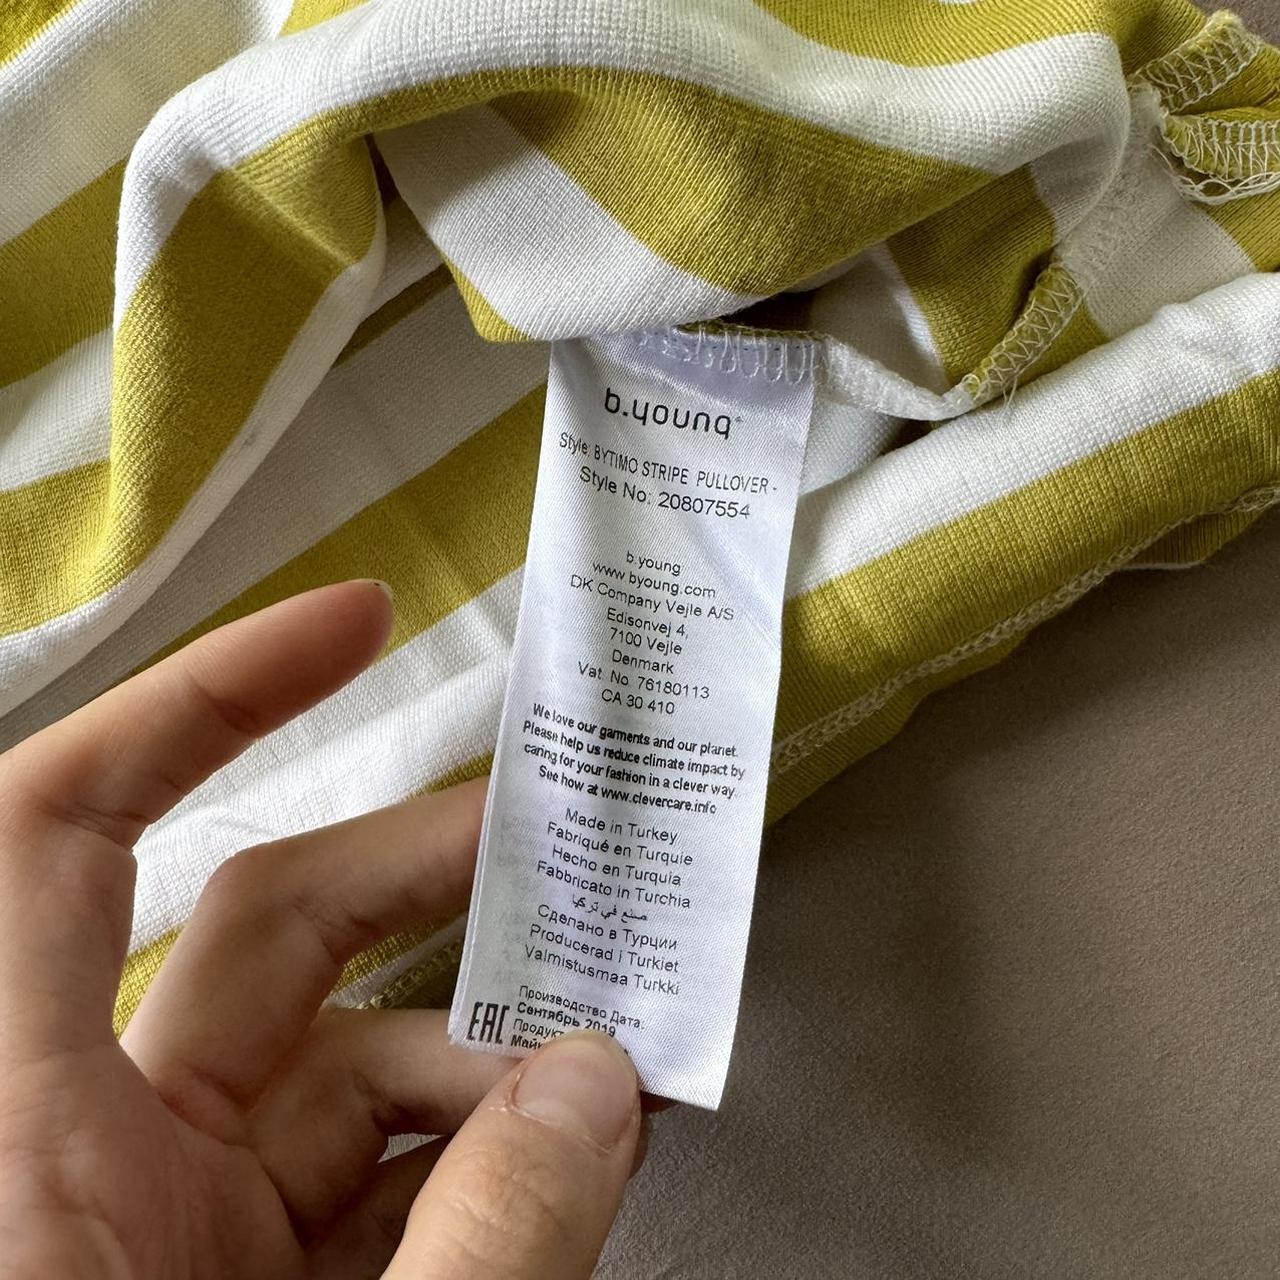 b.young®
Style: BYTIMO STRIPE PULLOVER -
Style No: 20807554
b.young
www.byoung.com
DK Company Vejle A/S
Edisonvej 4,
7100 Vejle
Denmark
Vat. No. 76180113
CA 30 410
We love our garments and our planet.
Please help us reduce climate impact by
caring for your fashion in a clever way.
See how at www.clevercare.info
Made in Turkey
Fabriqué en Turquie
Hecho en Turquia
Fabbricato in Turchia
صنع في تركيا
Сделано в Турции
Producerad i Turkiet
Valmistusmaa Turkki
Производство Дата:
Сентябрь 2019
EAC